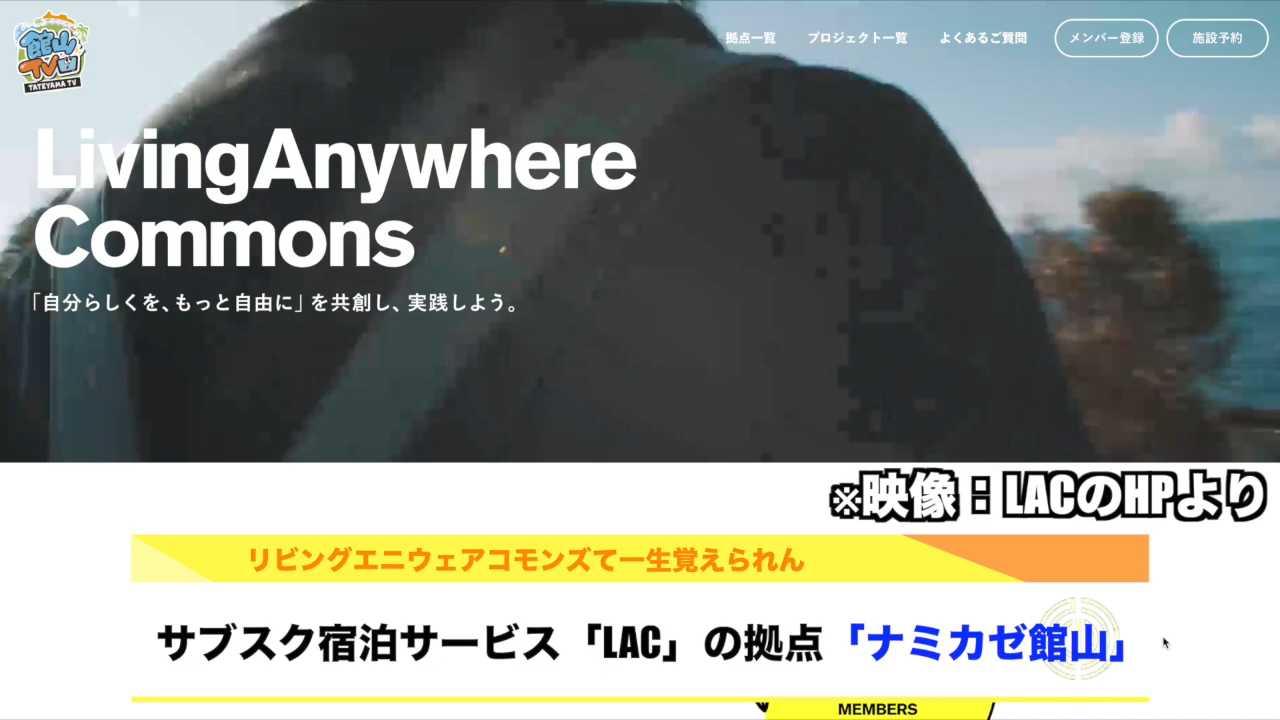 館山
TV
TATEYAMA TV
拠点一覧
プロジェクト一覧
よくあるご質問
メンバー登録
施設予約
LivingAnywhere
Commons
「自分らしくを、もっと自由に」を共創し、実践しよう。
※映像：LACのHPより
リビングエニウェアコモンズて一生覚えられん
サブスク宿泊サービス「LAC」の拠点「ナミカゼ館山」
MEMBERS